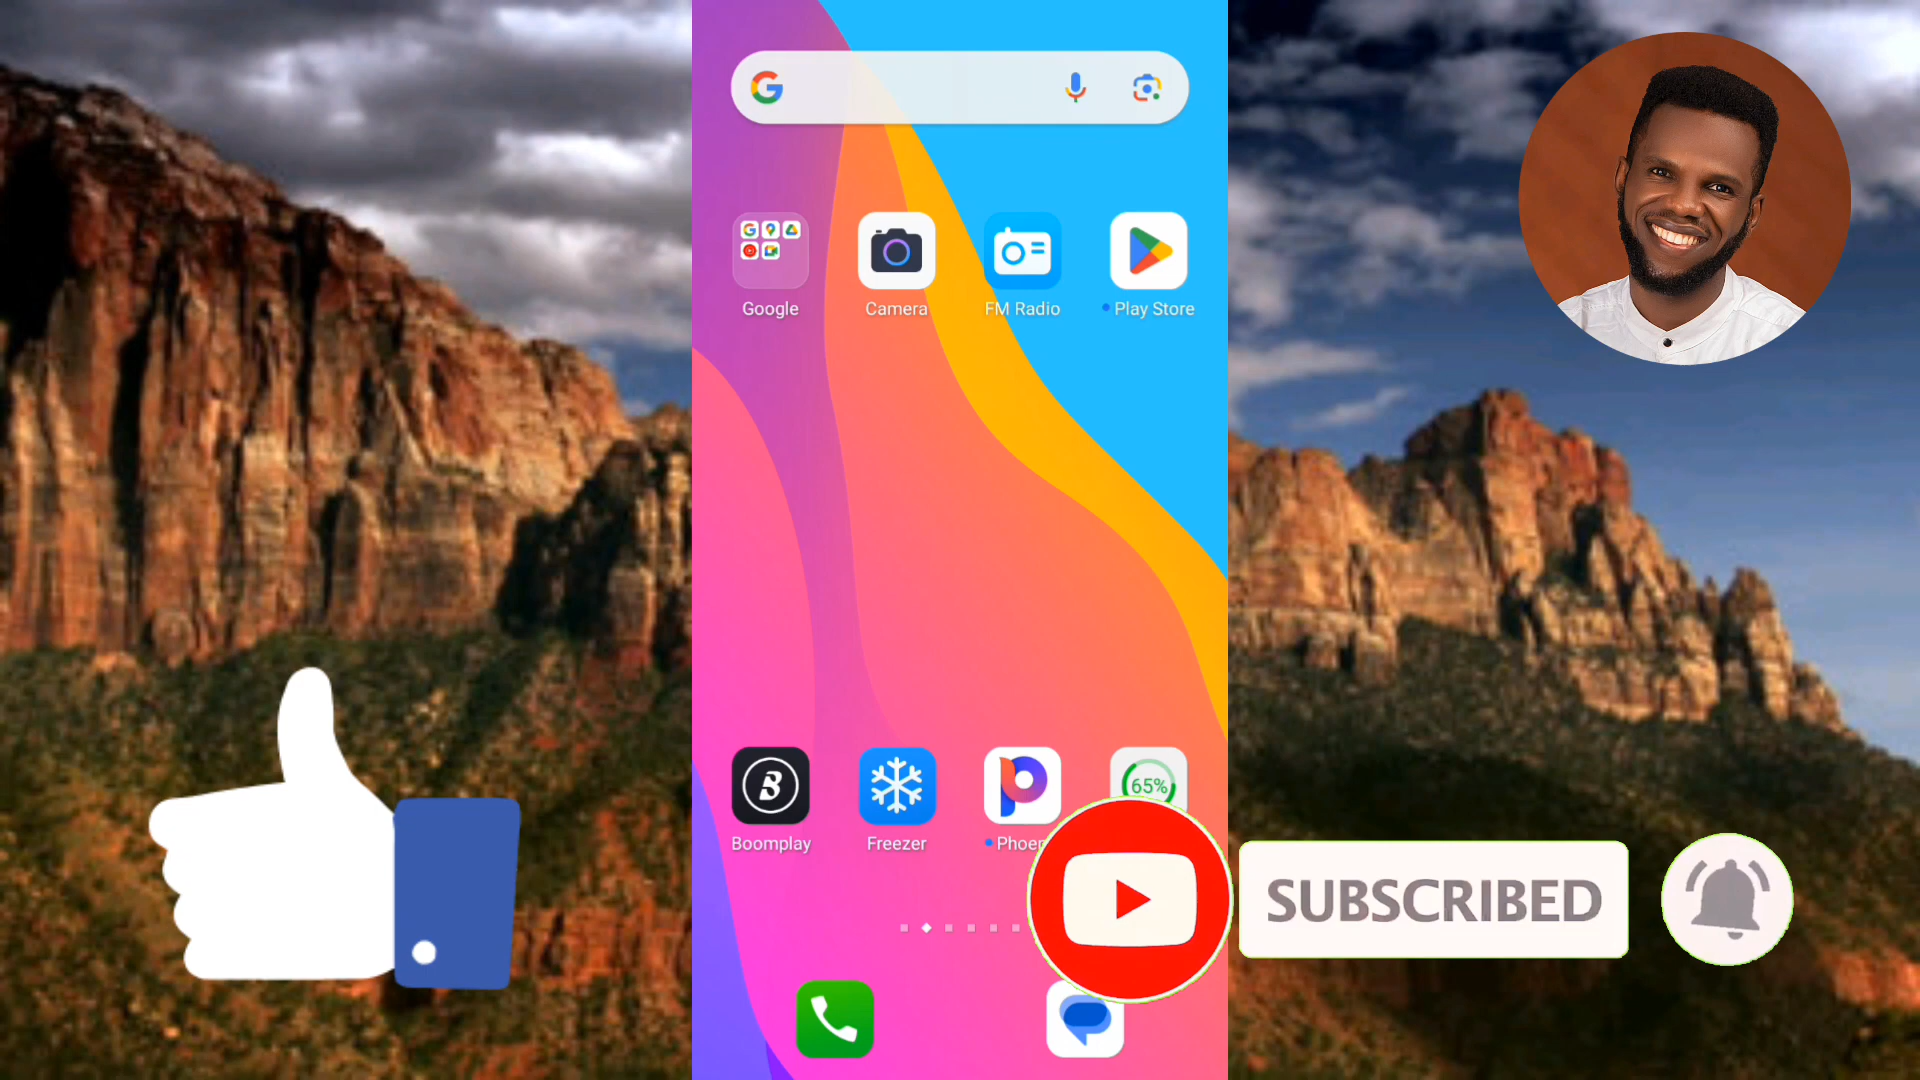 Google
Camera
FM Radio
Play Store
65%
Boomplay
Freezer
SUBSCRIBED